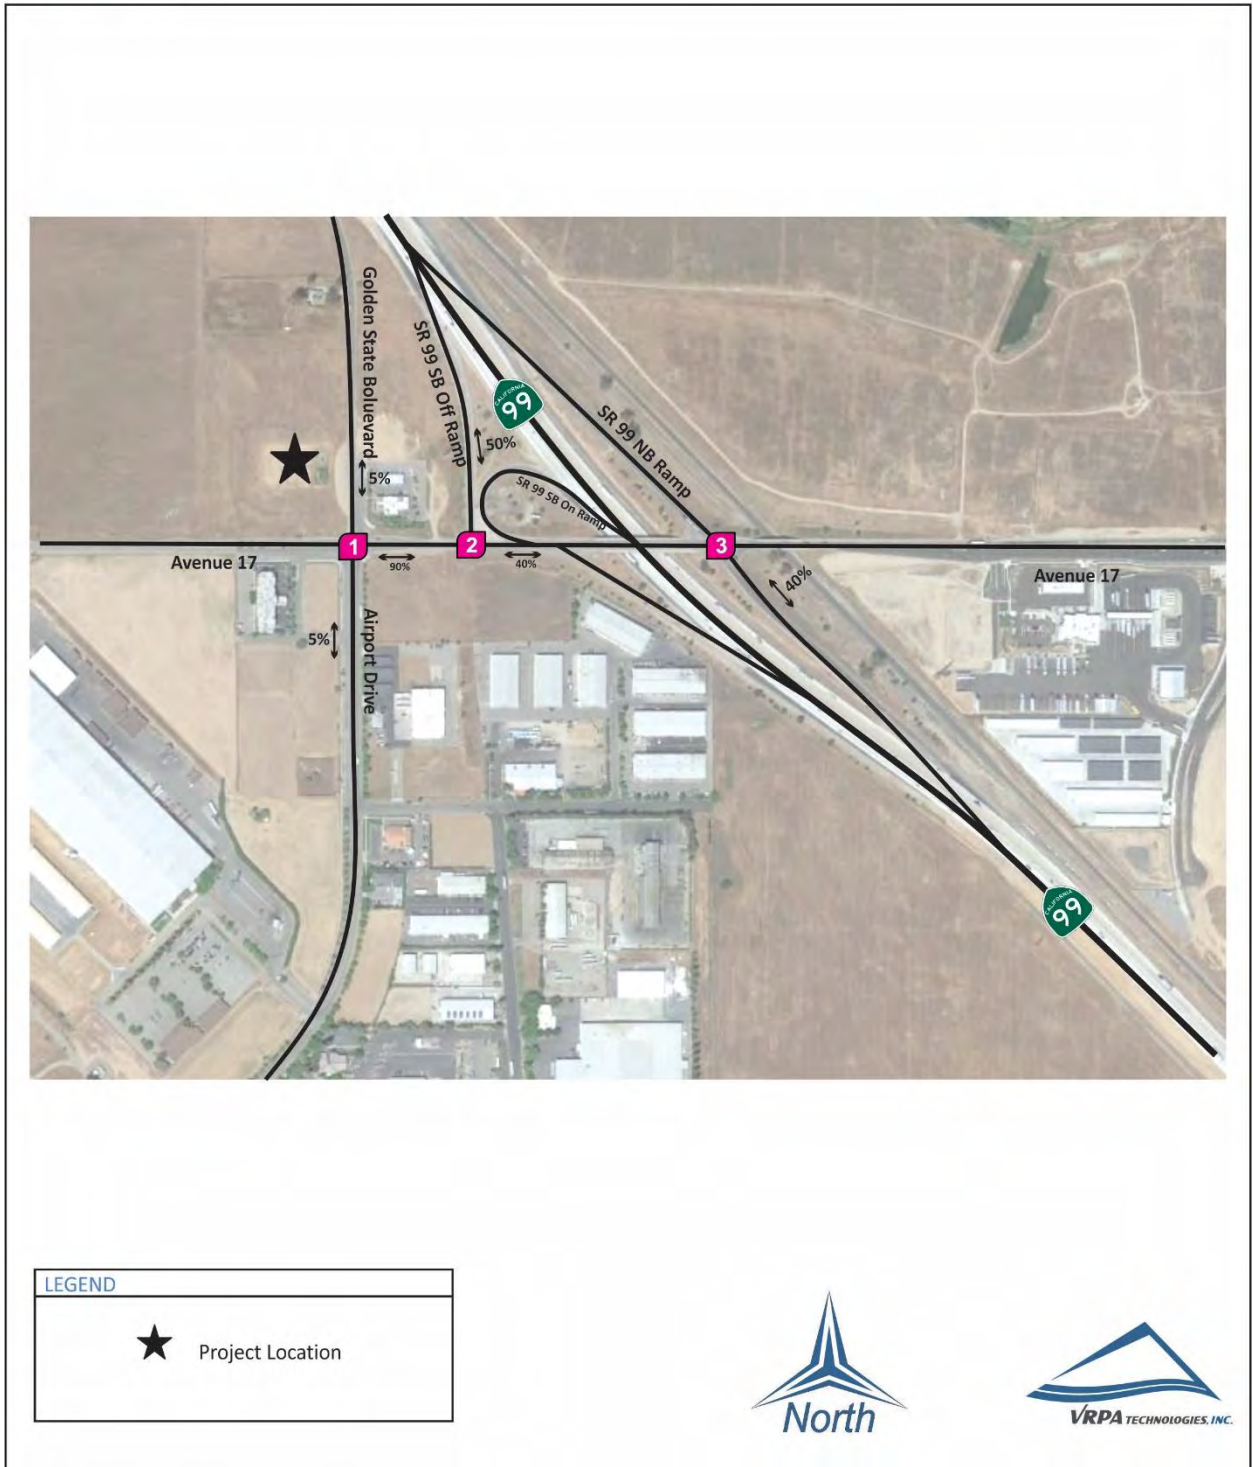 Golden State Boluevard
SR 99 SB Off Ramp
CALIFORNIA
99
SR 99 NB Ramp
50%
5%
SR 99 SB On Ramp
1
2
3
Avenue 17
90%
40%
40%
Avenue 17
5%
Airport Drive
CALIFORNIA
99
LEGEND
Project Location
North
VRPA TECHNOLOGIES, INC.